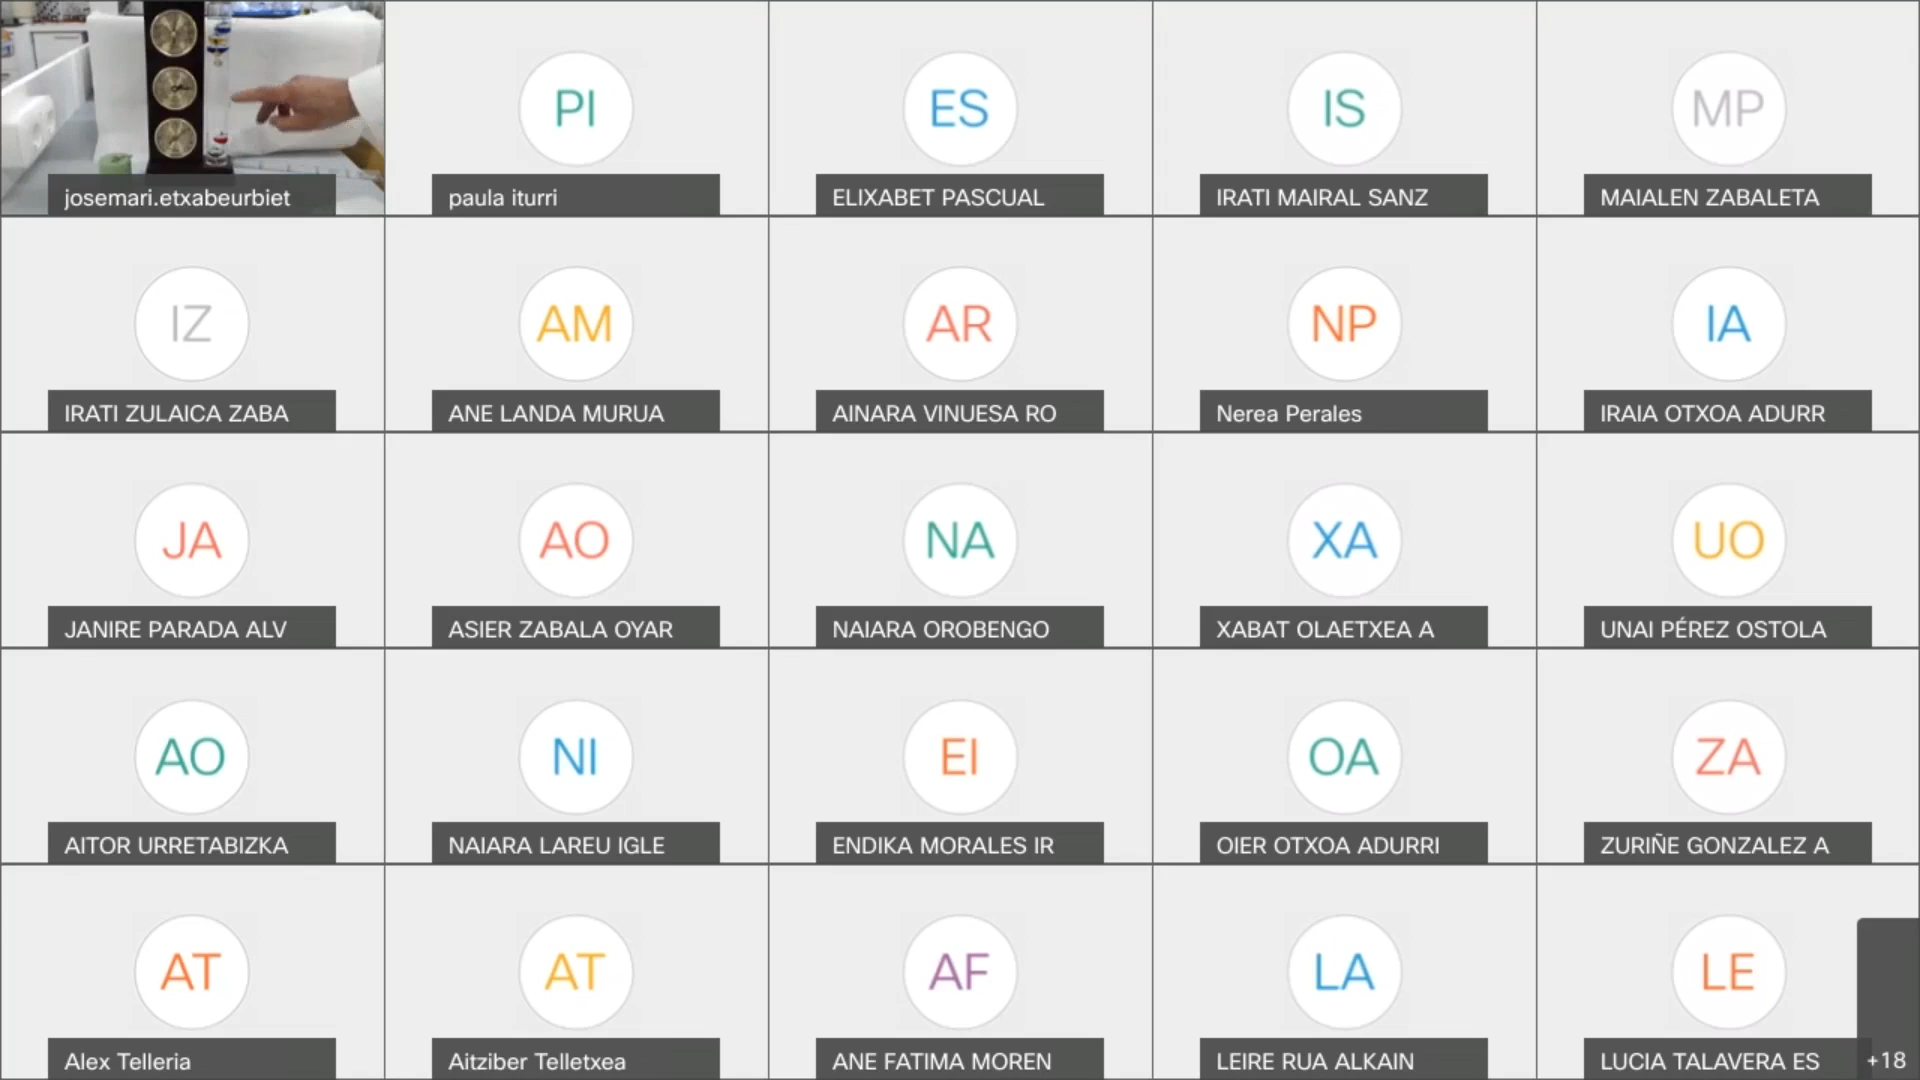 josemari.etxabeurbiet
PI
paula iturri
ES
ELIXABET PASCUAL
IS
IRATI MAIRAL SANZ
MP
MAIALEN ZABALETA
IZ
IRATI ZULAICA ZABA
AM
ANE LANDA MURUA
AR
AINARA VINUESA RO
NP
Nerea Perales
IA
IRAIA OTXOA ADURR
JA
JANIRE PARADA ALV
AO
ASIER ZABALA OYAR
NA
NAIARA OROBENGO
XA
XABAT OLAETXEA A
UO
UNAI PÉREZ OSTOLA
AO
AITOR URRETABIZKA
NI
NAIARA LAREU IGLE
EI
ENDIKA MORALES IR
OA
OIER OTXOA ADURRI
ZA
ZURIÑE GONZALEZ A
AT
Alex Telleria
AT
Aitziber Telletxea
AF
ANE FATIMA MOREN
LA
LEIRE RUA ALKAIN
LE
LUCIA TALAVERA ES
+18